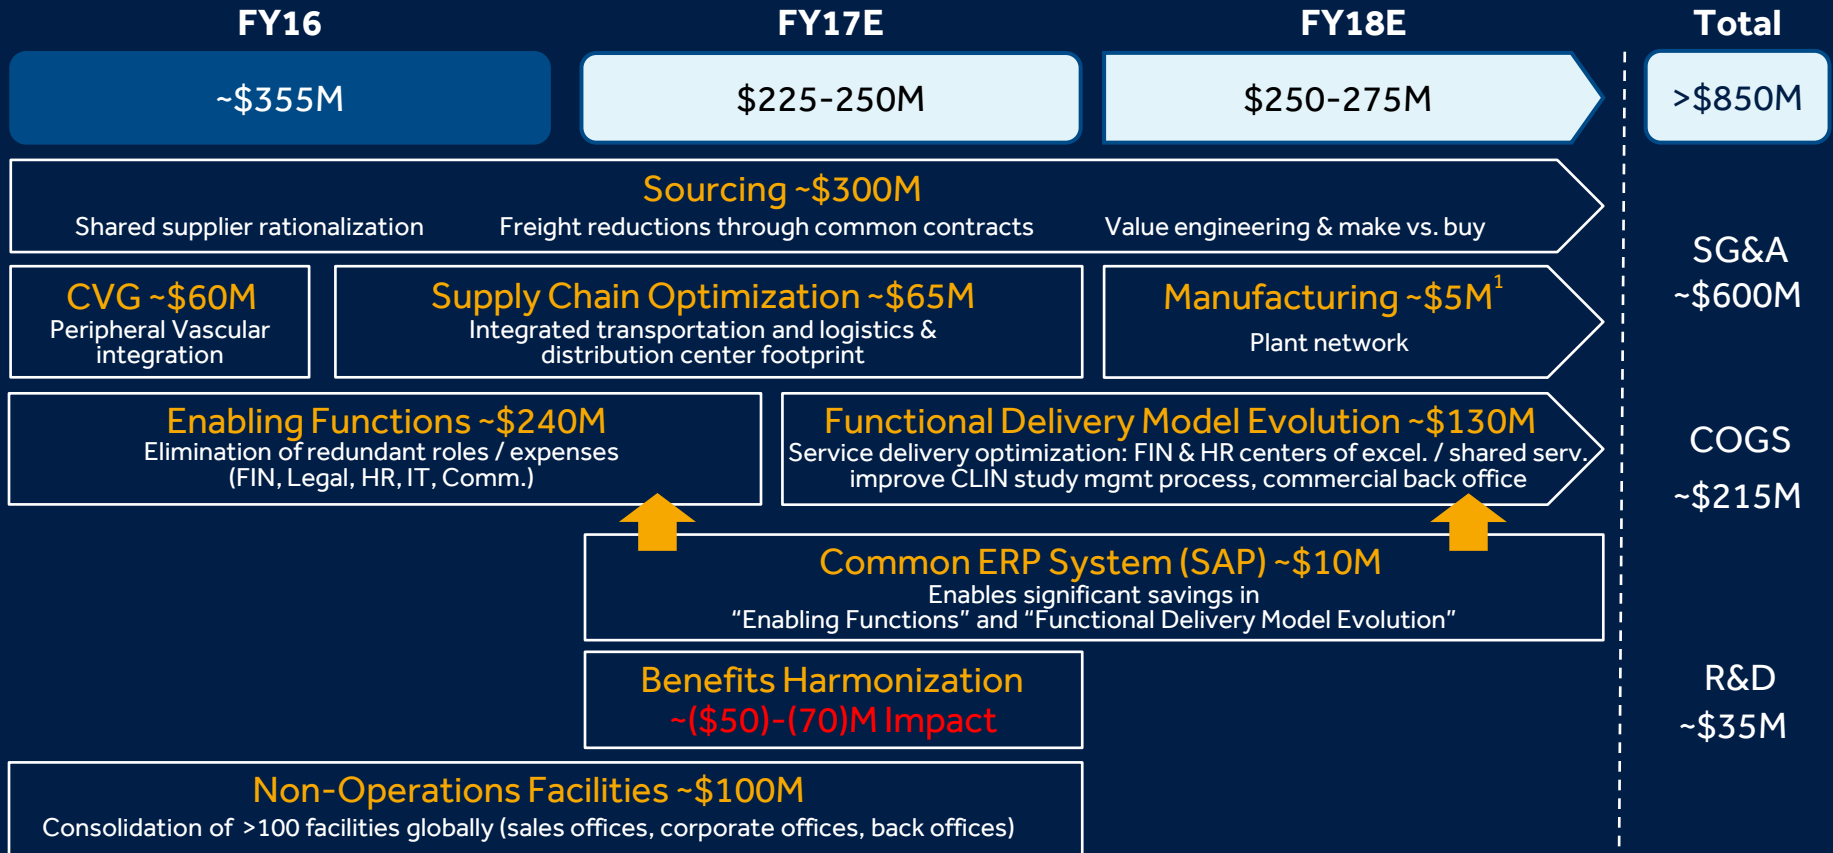 FY16
FY17E
FY18E
Total
~$355M
$225-250M
$250-275M
>$850M
Sourcing ~$300M
Shared supplier rationalization
Freight reductions through common contracts
Value engineering & make vs. buy
CVG ~$60M
Peripheral Vascular
integration
Supply Chain Optimization ~$65M
Integrated transportation and logistics &
distribution center footprint
Manufacturing ~$5M¹
Plant network
SG&A
~$600M
Enabling Functions ~$240M
Elimination of redundant roles / expenses
(FIN, Legal, HR, IT, Comm.)
Functional Delivery Model Evolution ~$130M
Service delivery optimization: FIN & HR centers of excel. / shared serv.
improve CLIN study mgmt process, commercial back office
COGS
~$215M
Common ERP System (SAP) ~$10M
Enables significant savings in
“Enabling Functions” and “Functional Delivery Model Evolution”
Benefits Harmonization
~($50)-(70)M Impact
R&D
~$35M
Non-Operations Facilities ~$100M
Consolidation of >100 facilities globally (sales offices, corporate offices, back offices)